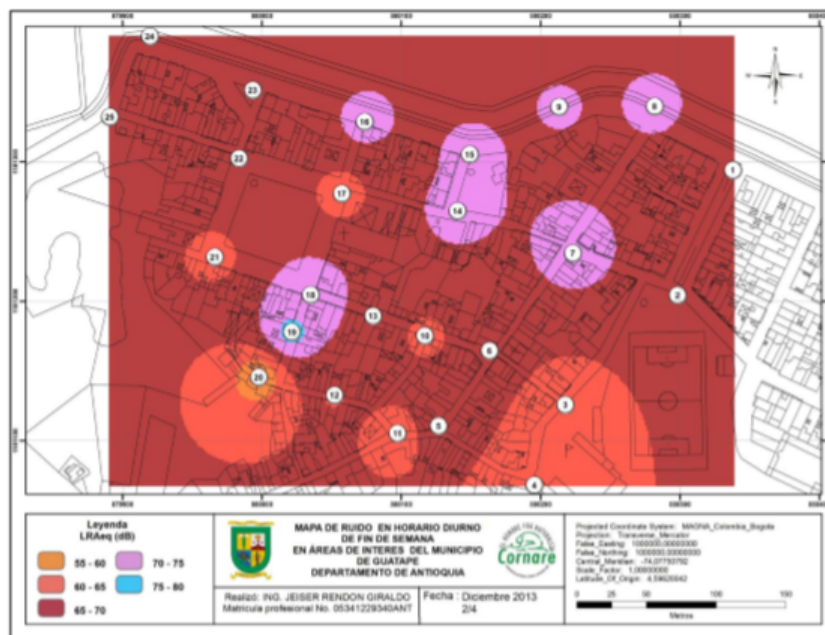 24
23
25
16
9
8
15
22
1
17
14
7
21
18
2
13
19
10
6
20
12
3
5
11
4
Leyenda
LRAeq (dB)
55 - 60
60 - 65
65 - 70
70 - 75
75 - 80
MAPA DE RUIDO EN HORARIO DIURNO
DE FIN DE SEMANA
EN ÁREAS DE INTERES DEL MUNICIPIO
DE GUATAPE
DEPARTAMENTO DE ANTIOQUIA
Cornare
Realizó: ING. JEISER RENDON GIRALDO
Matricula profesional No. 05341229340ANT
Fecha : Diciembre 2013
2/4
Projected Coordinate System: MAGNA_Colombia_Bogota
Projection: Transverse_Mercator
False_Easting: 1000000,00000000
False_Northing: 1000000,00000000
Central_Meridian: -74,07750792
Scale_Factor: 1,00000000
Latitude_Of_Origin: 4,59620042
0 25 50 100 150
Metros